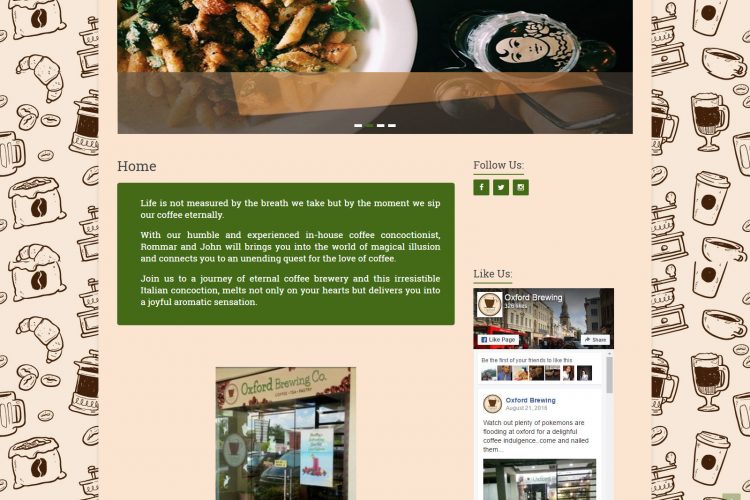 Home
Life is not measured by the breath we take but by the moment we sip
our coffee eternally.
With our humble and experienced in-house coffee concoctionist,
Rommar and John will brings you into the world of magical illusion
and connects you to an unending quest for the love of coffee.
Join us to a journey of eternal coffee brewery and this irresistible
Italian concoction, melts not only on your hearts but delivers you into
a joyful aromatic sensation.
Oxford Brewing Co.
COFFEE • TEA • PASTRY
Follow Us:
Like Us:
Oxford Brewing
326 likes
Like Page
Share
Be the first of your friends to like this
Oxford Brewing
August 21, 2016
Watch out plenty of pokemons are
flooding at oxford for a delighful
coffee indulgence. come and nailed
them...